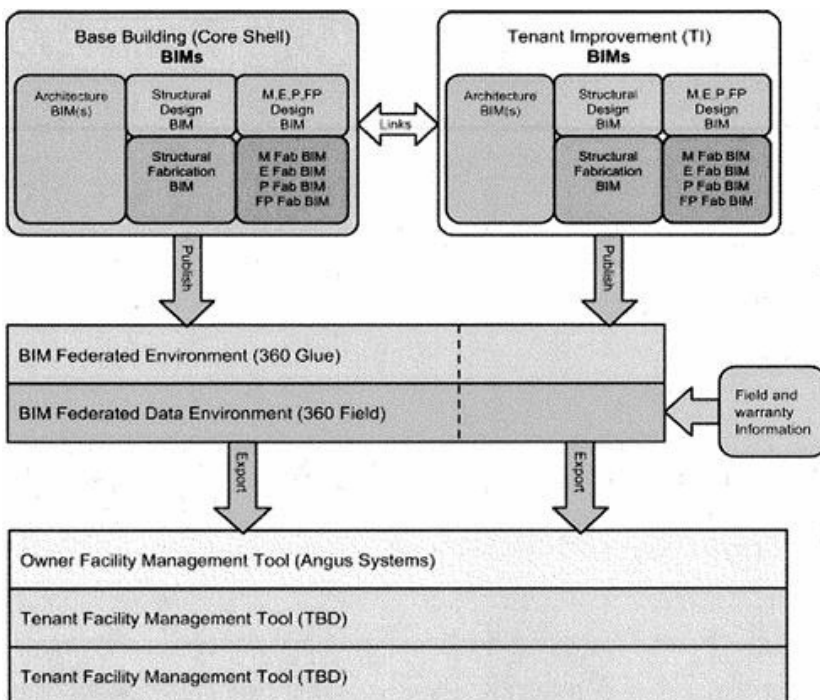 Base Building (Core Shell)
BIMs
Architecture
BIM(s)
Structural
Design
BIM
M,E,P,FP
Design
BIM
Structural
Fabrication
BIM
M Fab BIM
E Fab BIM
P Fab BIM
FP Fab BIM
Links
Tenant Improvement (TI)
BIMs
Architecture
BIM(s)
Structural
Design
BIM
M,E,P,FP
Design
BIM
Structural
Fabrication
BIM
M Fab BIM
E Fab BIM
P Fab BIM
FP Fab BIM
Publish
Publish
BIM Federated Environment (360 Glue)
BIM Federated Data Environment (360 Field)
Field and
warranty
Information
Export
Export
Owner Facility Management Tool (Angus Systems)
Tenant Facility Management Tool (TBD)
Tenant Facility Management Tool (TBD)